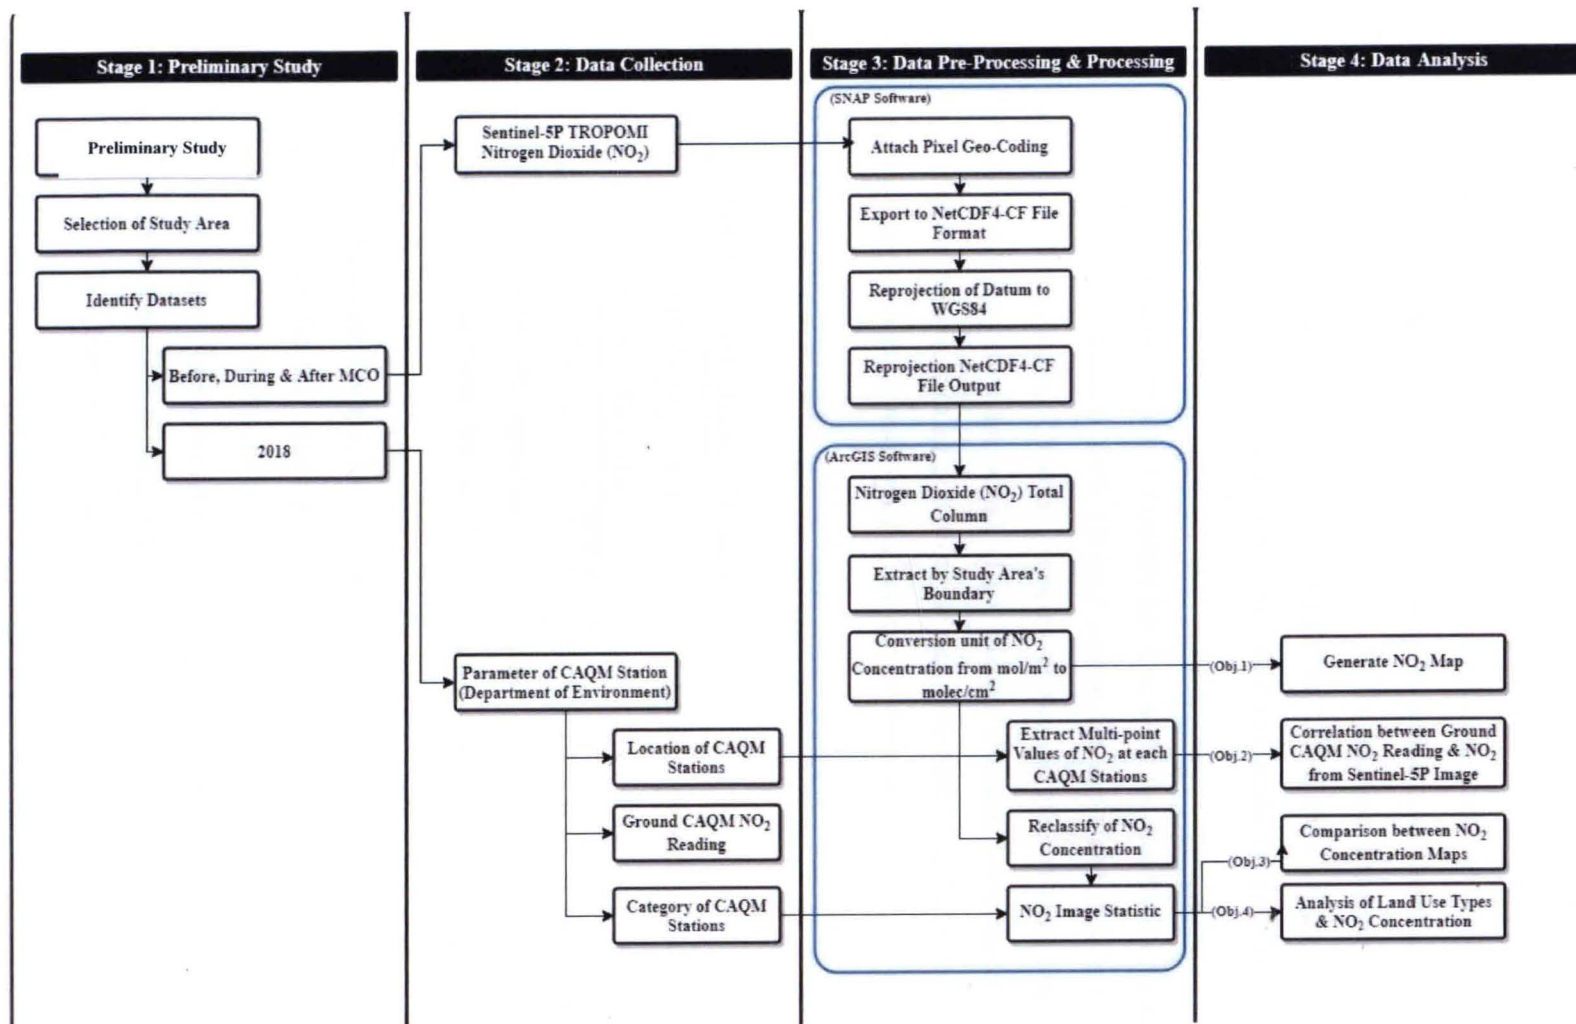 Stage 1: Preliminary Study
Preliminary Study
Selection of Study Area
Identify Datasets
Before, During & After MCO
2018
Stage 2: Data Collection
Sentinel-5P TROPOMI
Nitrogen Dioxide (NO₂)
Parameter of CAQM Station
(Department of Environment)
Location of CAQM
Stations
Ground CAQM NO₂
Reading
Category of CAQM
Stations
Stage 3: Data Pre-Processing & Processing
(SNAP Software)
Attach Pixel Geo-Coding
Export to NetCDF4-CF File
Format
Reprojection of Datum to
WGS84
Reprojection NetCDF4-CF
File Output
(ArcGIS Software)
Nitrogen Dioxide (NO₂) Total
Column
Extract by Study Area's
Boundary
Conversion unit of NO₂
Concentration from mol/m² to
molec/cm²
Extract Multi-point
Values of NO₂ at each
CAQM Stations
Reclassify of NO₂
Concentration
NO₂ Image Statistic
Stage 4: Data Analysis
(Obj.1)
Generate NO₂ Map
(Obj.2)
Correlation between Ground
CAQM NO₂ Reading & NO₂
from Sentinel-5P Image
(Obj.3)
Comparison between NO₂
Concentration Maps
(Obj.4)
Analysis of Land Use Types
& NO₂ Concentration